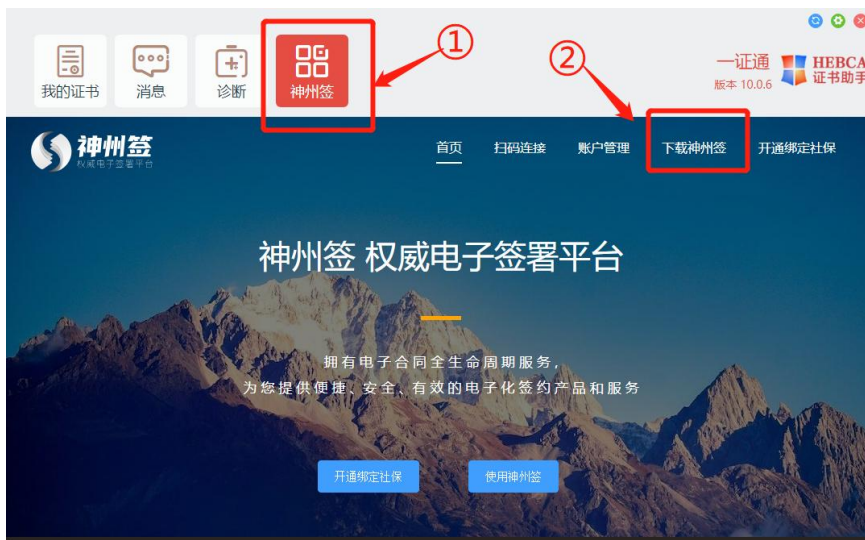 ①
②
我的证书 消息 诊断 神州签
一证通
版本 10.0.6
HEBCA
证书助手
神州签
权威电子签署平台
首页 扫码连接 账户管理 下载神州签 开通绑定社保
神州签 权威电子签署平台
拥有电子合同全生命周期服务,
为您提供便捷、安全、有效的电子化签约产品和服务
开通绑定社保 使用神州签